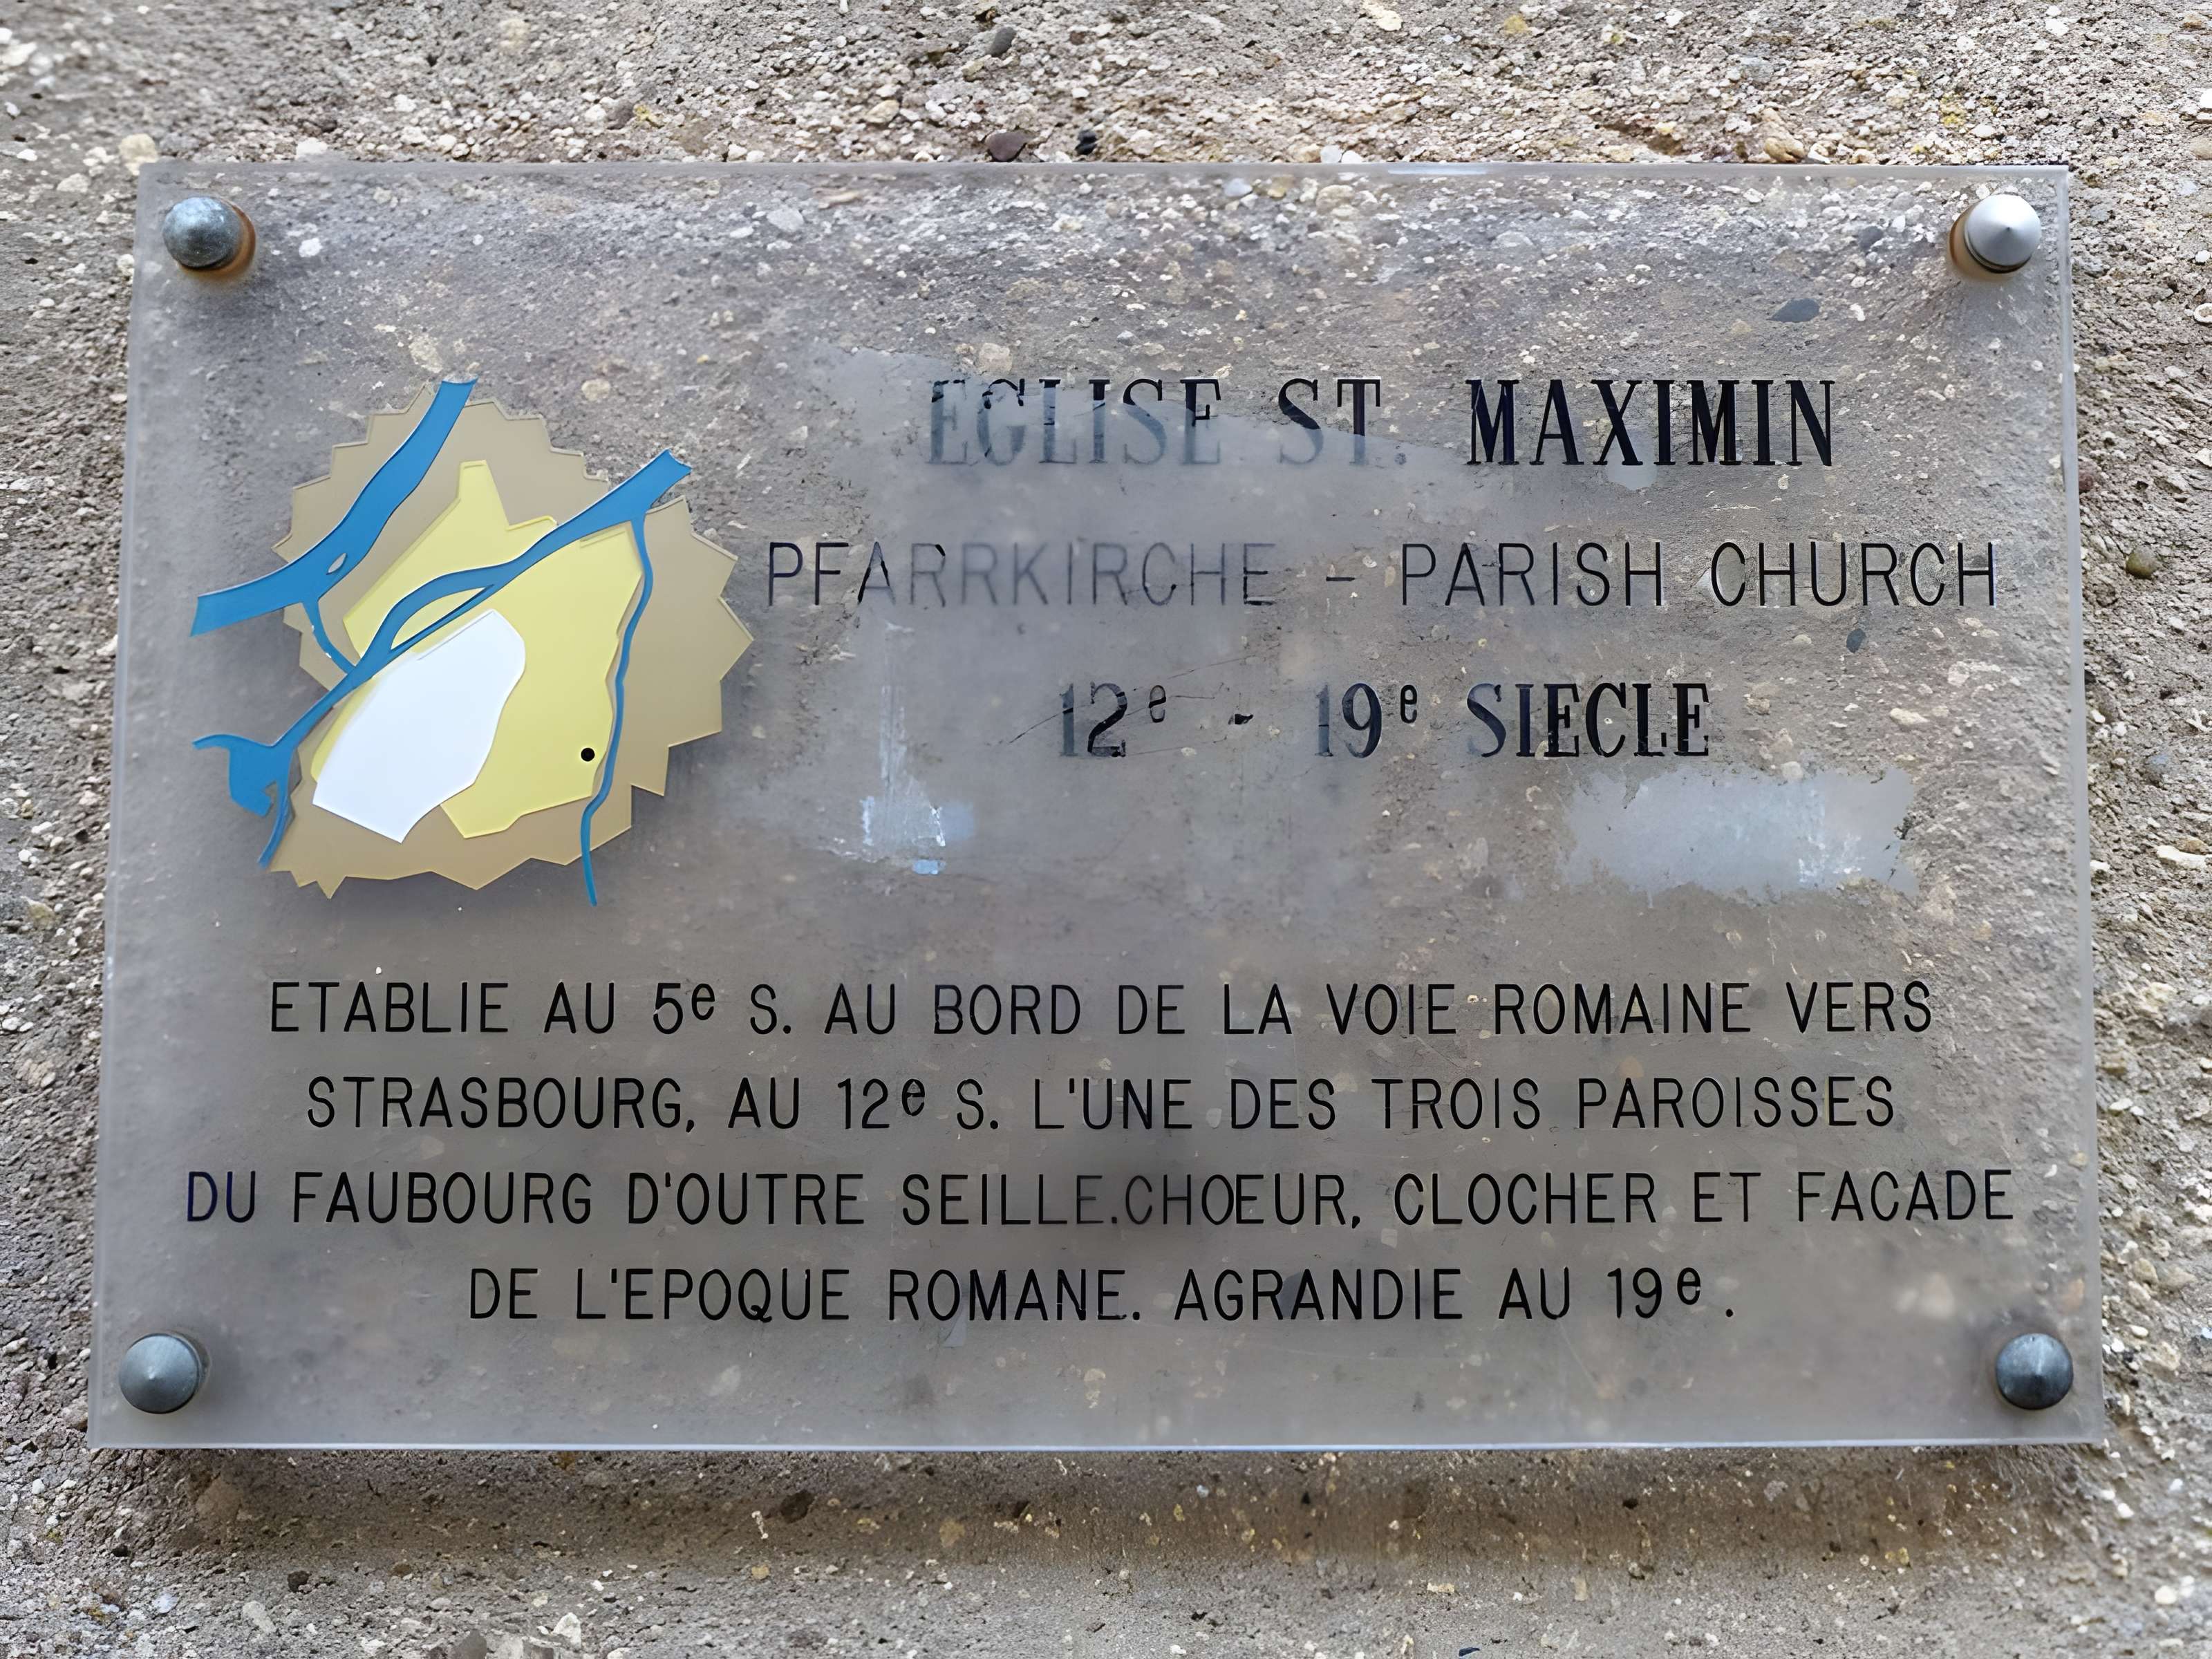 EGLISE ST. MAXIMIN
PFARRKIRCHE - PARISH CHURCH
12e - 19e SIECLE
ETABLIE AU 5e S. AU BORD DE LA VOIE ROMAINE VERS
STRASBOURG, AU 12e S. L'UNE DES TROIS PAROISSES
DU FAUBOURG D'OUTRE SEILLE.CHOEUR, CLOCHER ET FACADE
DE L'EPOQUE ROMANE. AGRANDIE AU 19e.